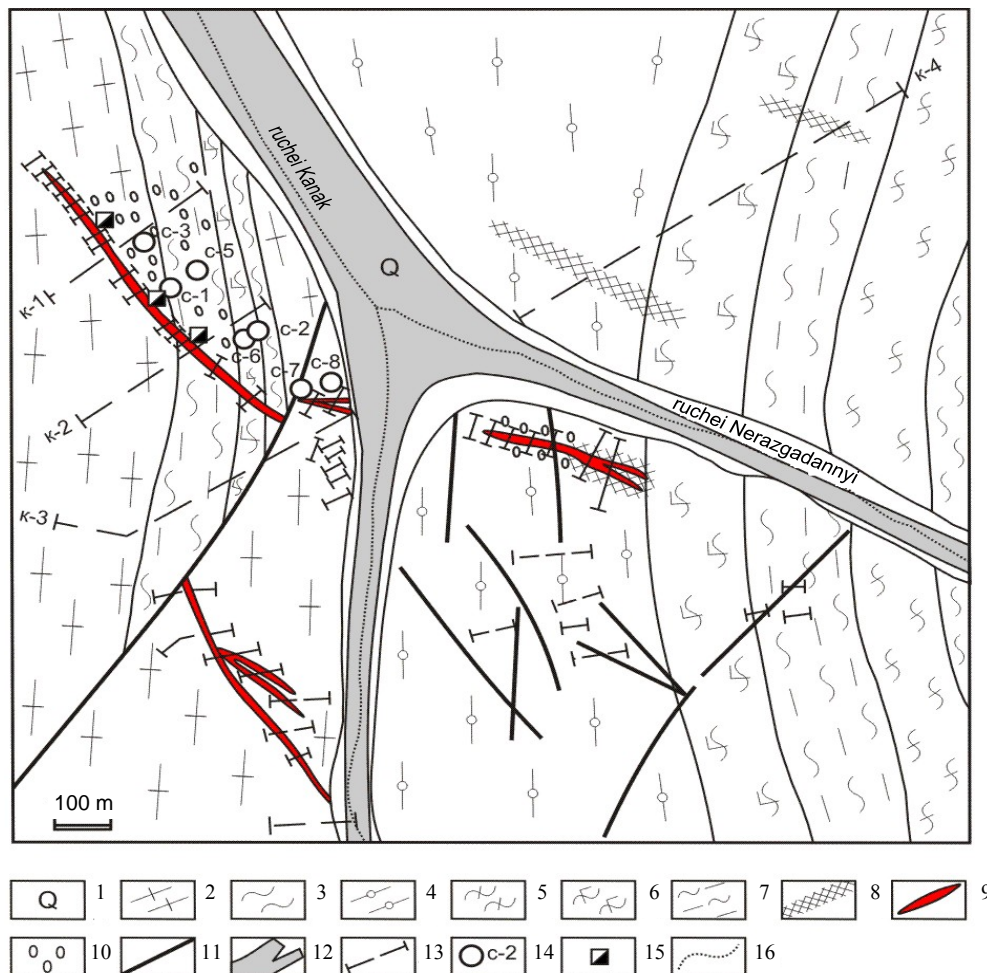 ruchei Kanak
к-4
Q
с-3
с-5
с-1
к-1
с-2
с-6
с-7
с-8
к-2
ruchei Nerazgadannyi
к-3
100 m
Q 1
2
3
4
5
6
7
8
9
10
11
12
13
с-2 14
15
16